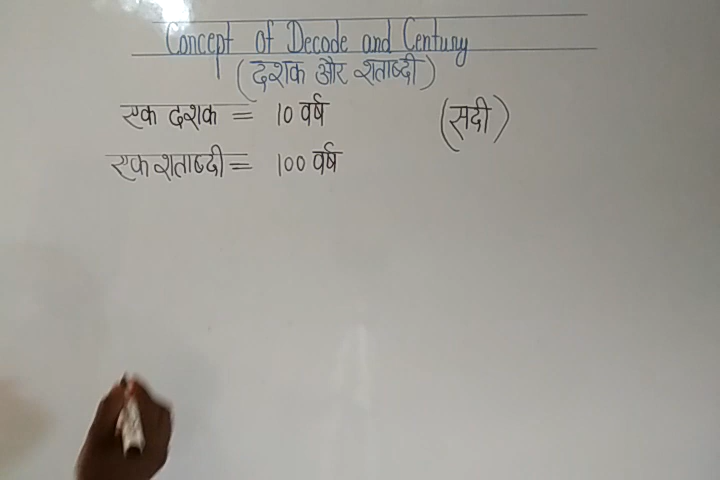 Concept of Decode and Century
(दशक और शताब्दी)
एक दशक = 10 वर्ष (सदी)
एक शताब्दी = 100 वर्ष